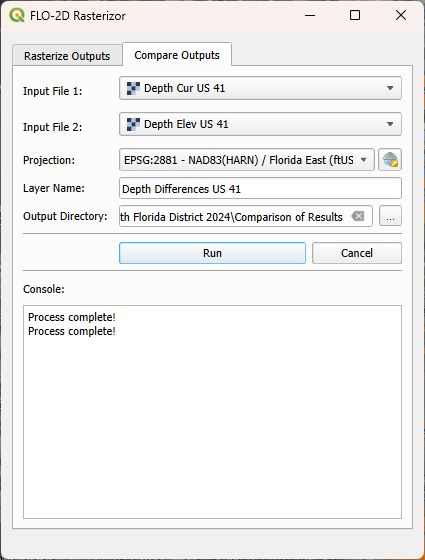 FLO-2D Rasterizor
Rasterize Outputs
Compare Outputs
Input File 1:
Depth Cur US 41
Input File 2:
Depth Elev US 41
Projection:
EPSG:2881 - NAD83(HARN) / Florida East (ftUS
Layer Name:
Depth Differences US 41
Output Directory:
th Florida District 2024\Comparison of Results
...
Run
Cancel
Console:
Process complete!
Process complete!